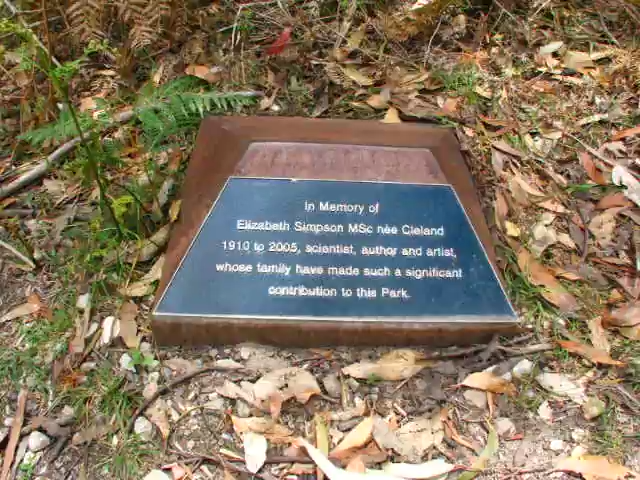 In Memory of
Elizabeth Simpson MSc née Cleland
1910 to 2005, scientist, author and artist,
whose family have made such a significant
contribution to this Park.